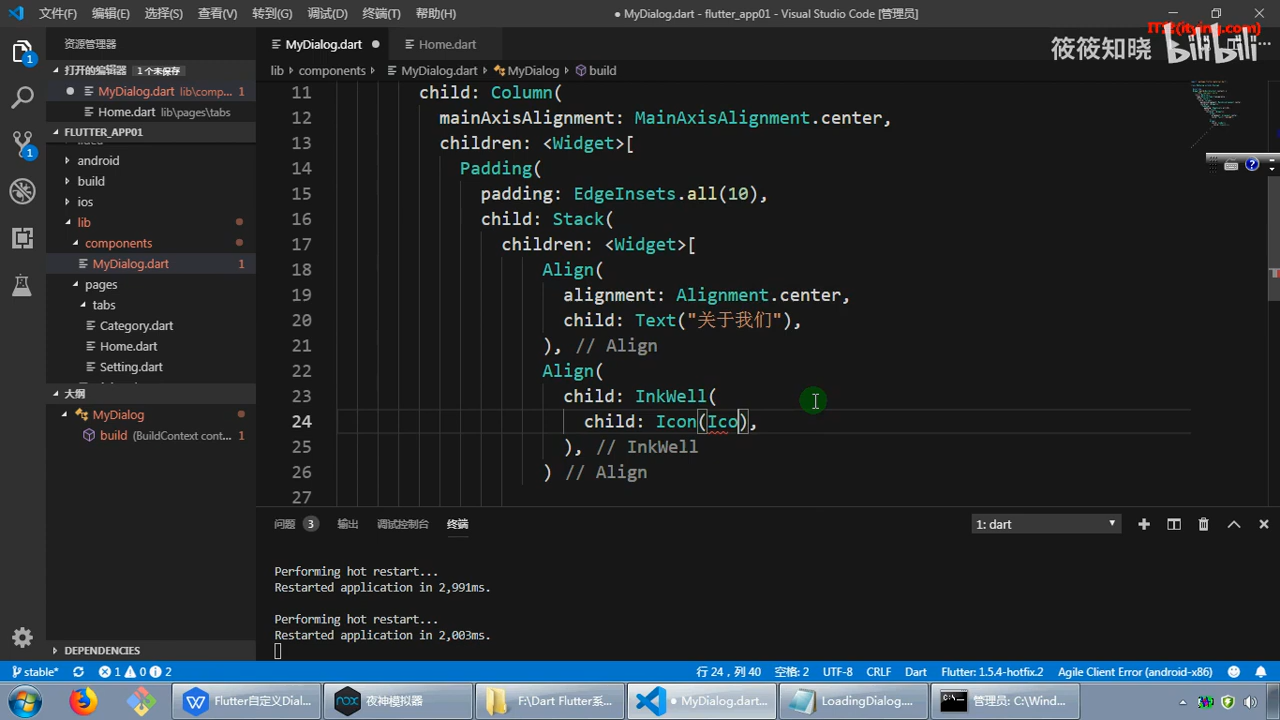 文件(F) 编辑(E) 选择(S) 查看(V) 转到(G) 调试(D) 终端(T) 帮助(H) ● MyDialog.dart - flutter_app01 - Visual Studio Code [管理员]
IT营(itying.com)
筱筱知晓 bilibili
资源管理器
MyDialog.dart ● Home.dart
打开的编辑器 1 个未保存
lib › components › MyDialog.dart › MyDialog › build
● MyDialog.dart lib\comp... 1
Home.dart lib\pages\tabs
FLUTTER_APP01
android
build
ios
lib
components
MyDialog.dart 1
pages
tabs
Category.dart
Home.dart
Setting.dart
大纲
MyDialog
build (BuildContext cont... 1
DEPENDENCIES
11 child: Column(
12 mainAxisAlignment: MainAxisAlignment.center,
13 children: <Widget>[
14 Padding(
15 padding: EdgeInsets.all(10),
16 child: Stack(
17 children: <Widget>[
18 Align(
19 alignment: Alignment.center,
20 child: Text("关于我们"),
21 ), // Align
22 Align(
23 child: InkWell(
24 child: Icon(Ico),
25 ), // InkWell
26 ) // Align
27
问题 3 输出 调试控制台 终端 1: dart
Performing hot restart...
Restarted application in 2,991ms.
Performing hot restart...
Restarted application in 2,003ms.
stable* 1 0 2 行 24, 列 40 空格: 2 UTF-8 CRLF Dart Flutter: 1.5.4-hotfix.2 Agile Client Error (android-x86)
Flutter自定义Dial... 夜神模拟器 F:\Dart Flutter系... ● MyDialog.dart... LoadingDialog.... 管理员: C:\Win...